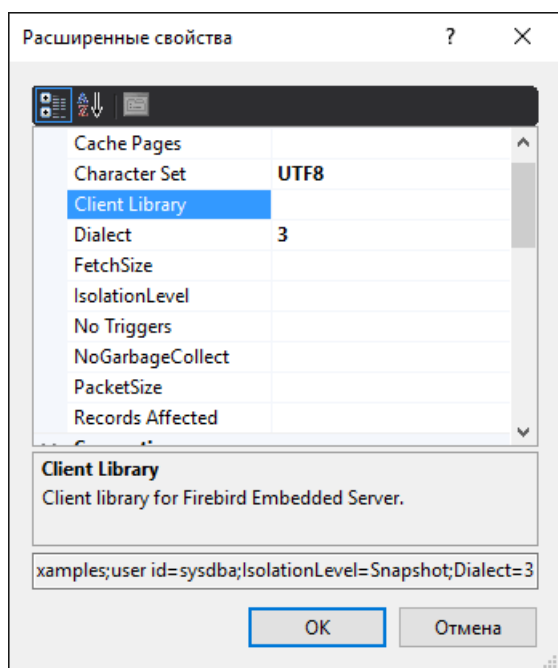 Расширенные свойства
Cache Pages
Character Set UTF8
Client Library
Dialect 3
FetchSize
IsolationLevel
No Triggers
NoGarbageCollect
PacketSize
Records Affected
Client Library
Client library for Firebird Embedded Server.
xamples;user id=sysdba;IsolationLevel=Snapshot;Dialect=3
OK Отмена